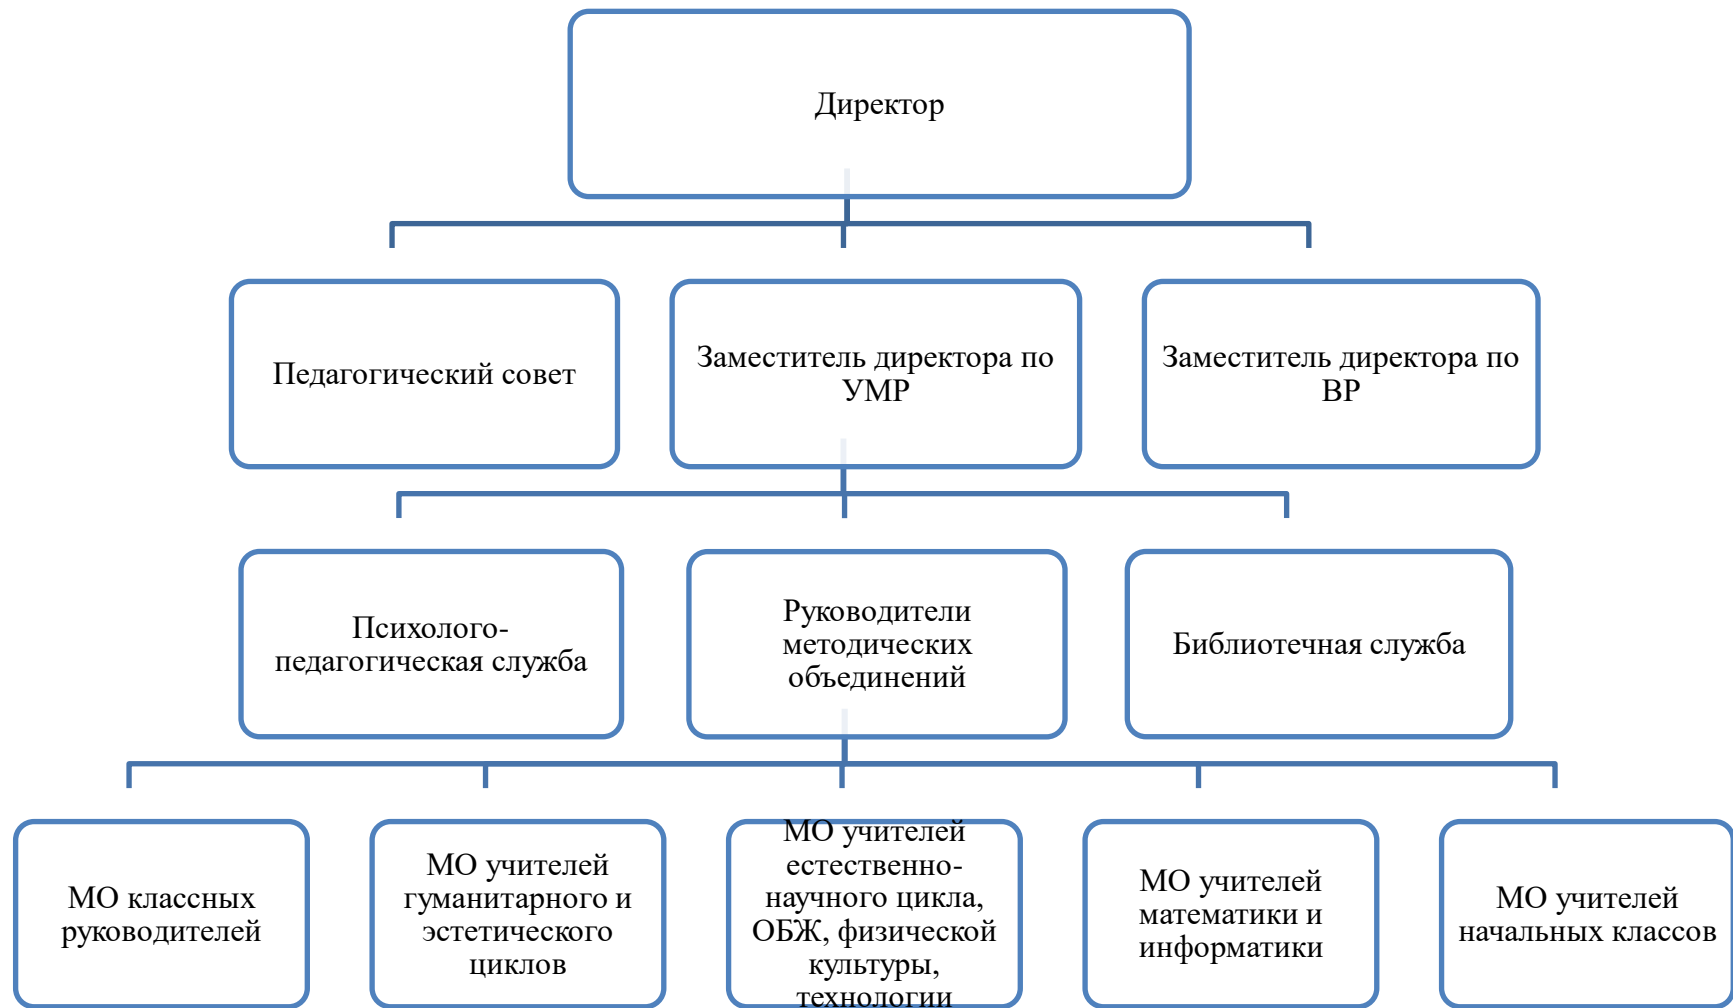 Директор
Педагогический совет
Заместитель директора по
УМР
Заместитель директора по
ВР
Психолого-
педагогическая служба
Руководители
методических
объединений
Библиотечная служба
МО классных
руководителей
МО учителей
гуманитарного и
эстетического
циклов
МО учителей
естественно-
научного цикла,
ОБЖ, физической
культуры,
технологии
МО учителей
математики и
информатики
МО учителей
начальных классов